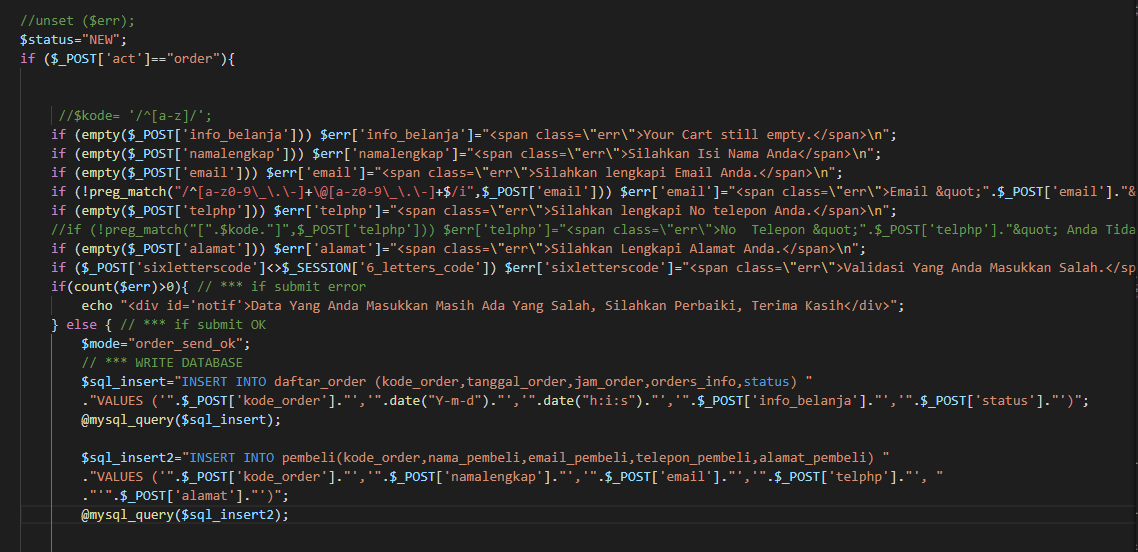 //unset ($err);
$status="NEW";
if ($_POST['act']=="order"){
//$kode= '/^[a-z]/';
if (empty($_POST['info_belanja'])) $err['info_belanja']="<span class=\"err\">Your Cart still empty.</span>\n";
if (empty($_POST['namalengkap'])) $err['namalengkap']="<span class=\"err\">Silahkan Isi Nama Anda</span>\n";
if (empty($_POST['email'])) $err['email']="<span class=\"err\">Silahkan lengkapi Email Anda.</span>\n";
if (!preg_match("/^[a-z0-9\_\.\-]+\@[a-z0-9\_\.\-]+$/i",$_POST['email'])) $err['email']="<span class=\"err\">Email &quot;".$_POST['email']."&
if (empty($_POST['telphp'])) $err['telphp']="<span class=\"err\">Silahkan lengkapi No telepon Anda.</span>\n";
//if (!preg_match("[".$kode."]",$_POST['telphp'])) $err['telphp']="<span class=\"err\">No  Telepon &quot;".$_POST['telphp']."&quot; Anda Tida
if (empty($_POST['alamat'])) $err['alamat']="<span class=\"err\">Silahkan Lengkapi Alamat Anda.</span>\n";
if ($_POST['sixletterscode']<>$_SESSION['6_letters_code']) $err['sixletterscode']="<span class=\"err\">Validasi Yang Anda Masukkan Salah.</sp
if(count($err)>0){ // *** if submit error
echo "<div id='notif'>Data Yang Anda Masukkan Masih Ada Yang Salah, Silahkan Perbaiki, Terima Kasih</div>";
} else { // *** if submit OK
$mode="order_send_ok";
// *** WRITE DATABASE
$sql_insert="INSERT INTO daftar_order (kode_order,tanggal_order,jam_order,orders_info,status) "
."VALUES ('".$_POST['kode_order']."','".date("Y-m-d")."','".date("h:i:s")."','".$_POST['info_belanja']."','".$_POST['status']."')";
@mysql_query($sql_insert);
$sql_insert2="INSERT INTO pembeli(kode_order,nama_pembeli,email_pembeli,telepon_pembeli,alamat_pembeli) "
."VALUES ('".$_POST['kode_order']."','".$_POST['namalengkap']."','".$_POST['email']."','".$_POST['telphp']."', "
."'".$_POST['alamat']."')";
@mysql_query($sql_insert2);